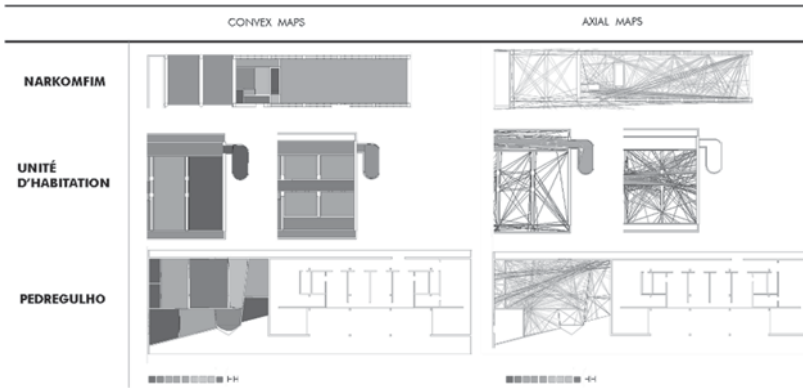 CONVEX MAPS
AXIAL MAPS
NARKOMFIM
UNITÉ
D'HABITATION
PEDREGULHO